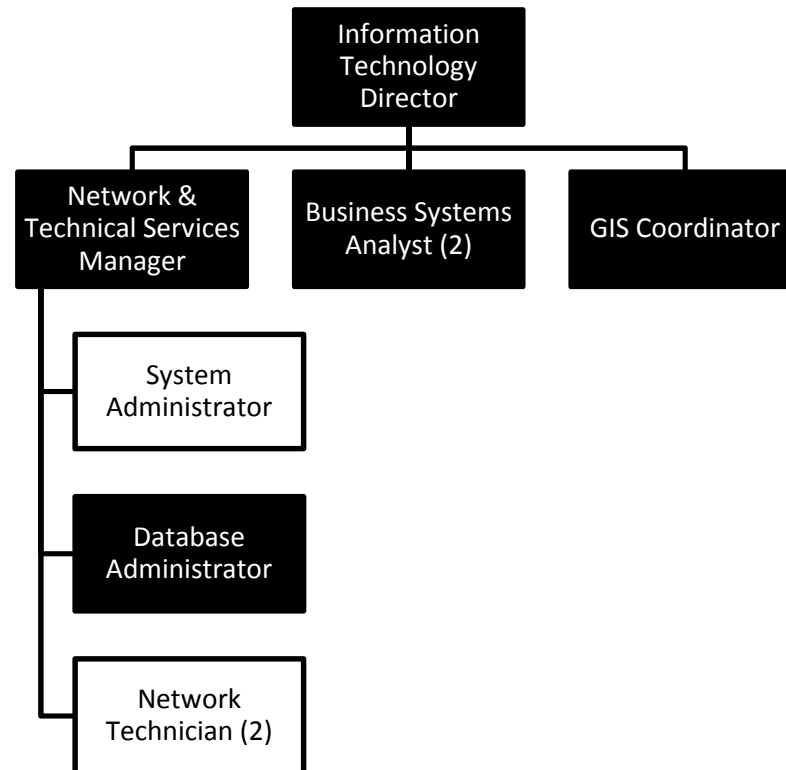 Information
Technology
Director
Network &
Technical Services
Manager
Business Systems
Analyst (2)
GIS Coordinator
System
Administrator
Database
Administrator
Network
Technician (2)